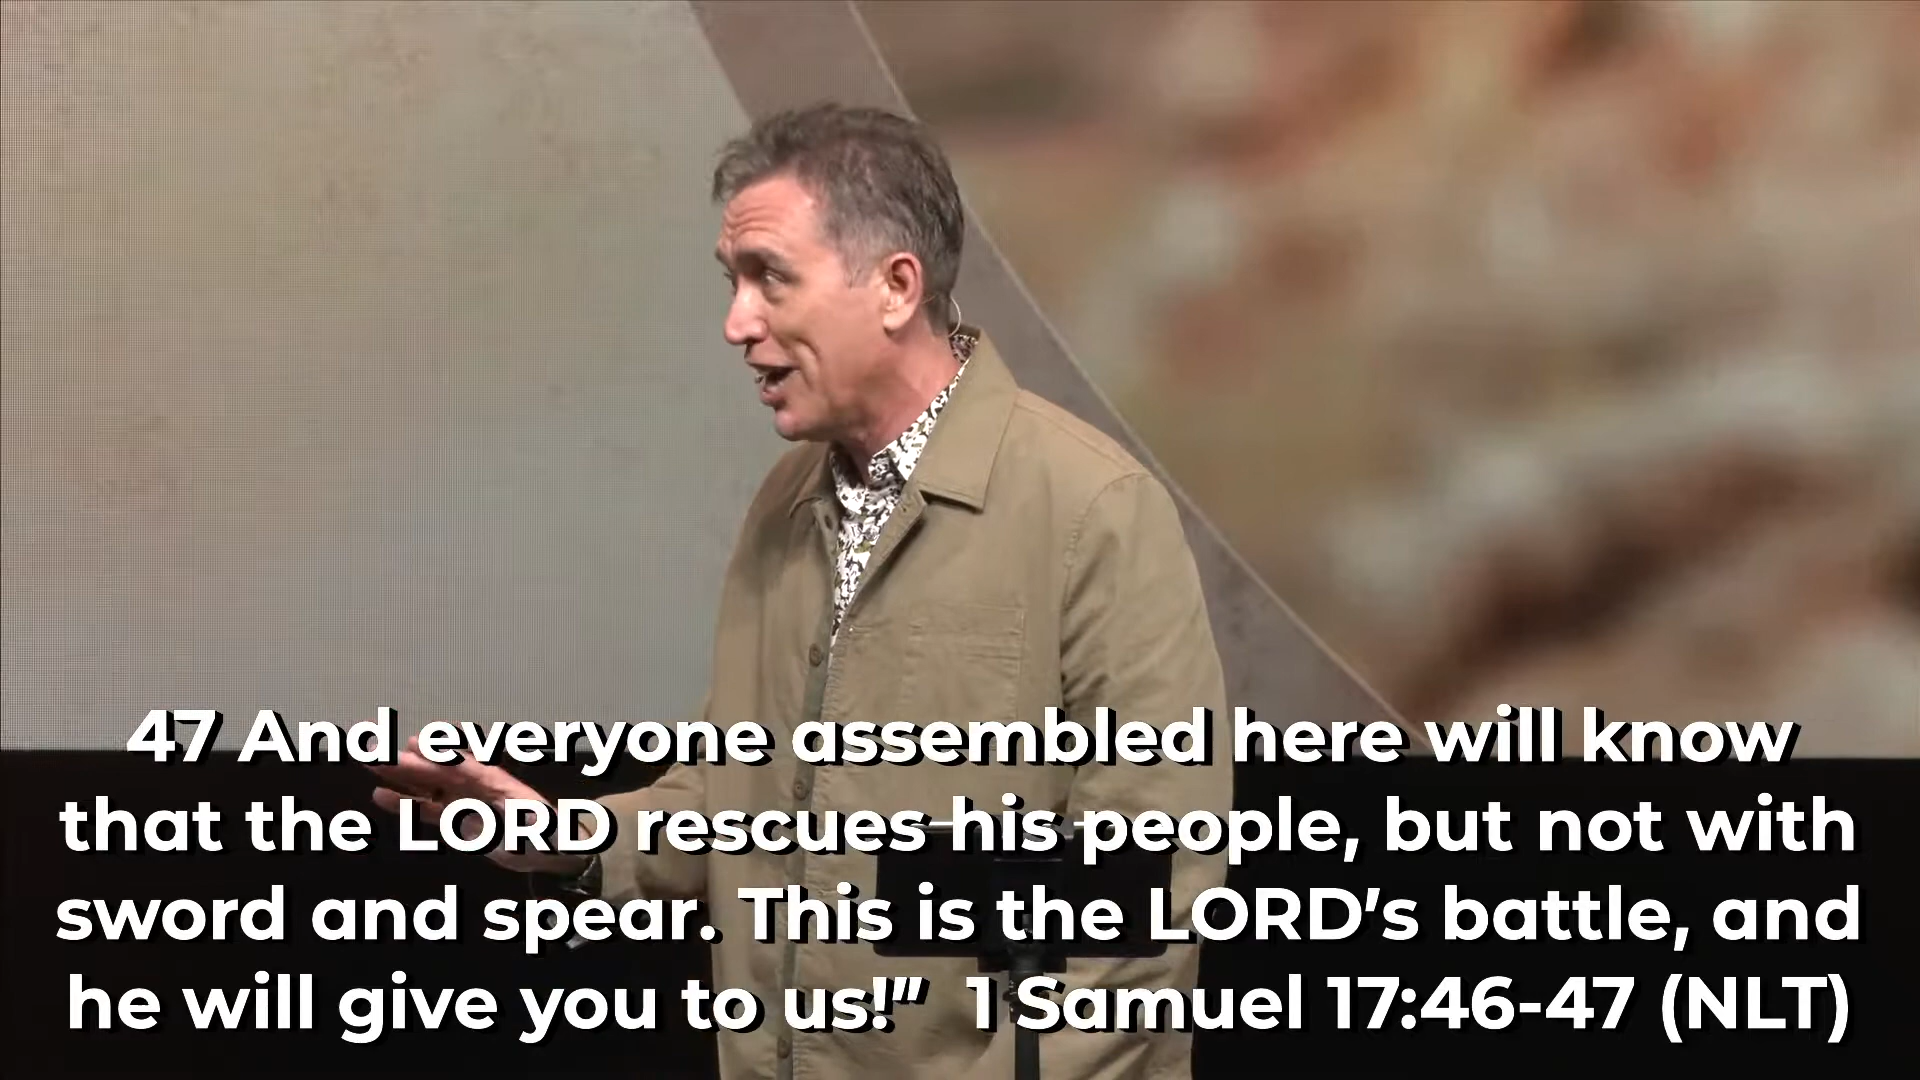 47 And everyone assembled here will know
that the LORD rescues his people, but not with
sword and spear. This is the LORD's battle, and
he will give you to us!” 1 Samuel 17:46-47 (NLT)